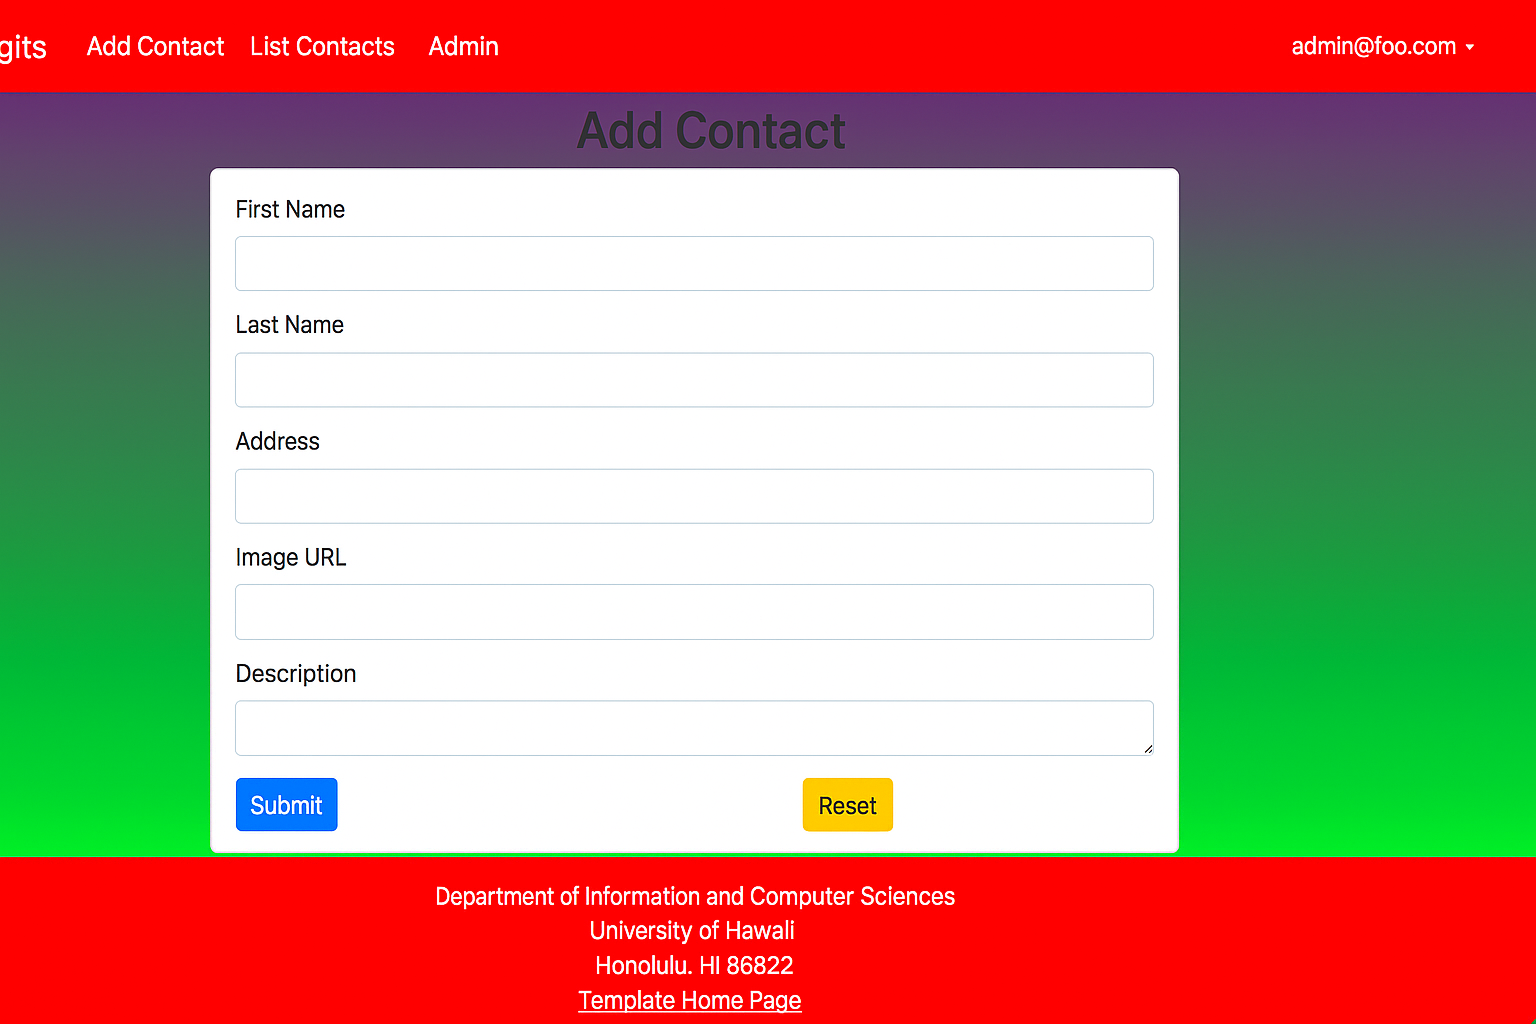 gits Add Contact List Contacts Admin admin@foo.com
Add Contact
First Name
Last Name
Address
Image URL
Description
Submit Reset
Department of Information and Computer Sciences
University of Hawali
Honolulu. HI 86822
Template Home Page